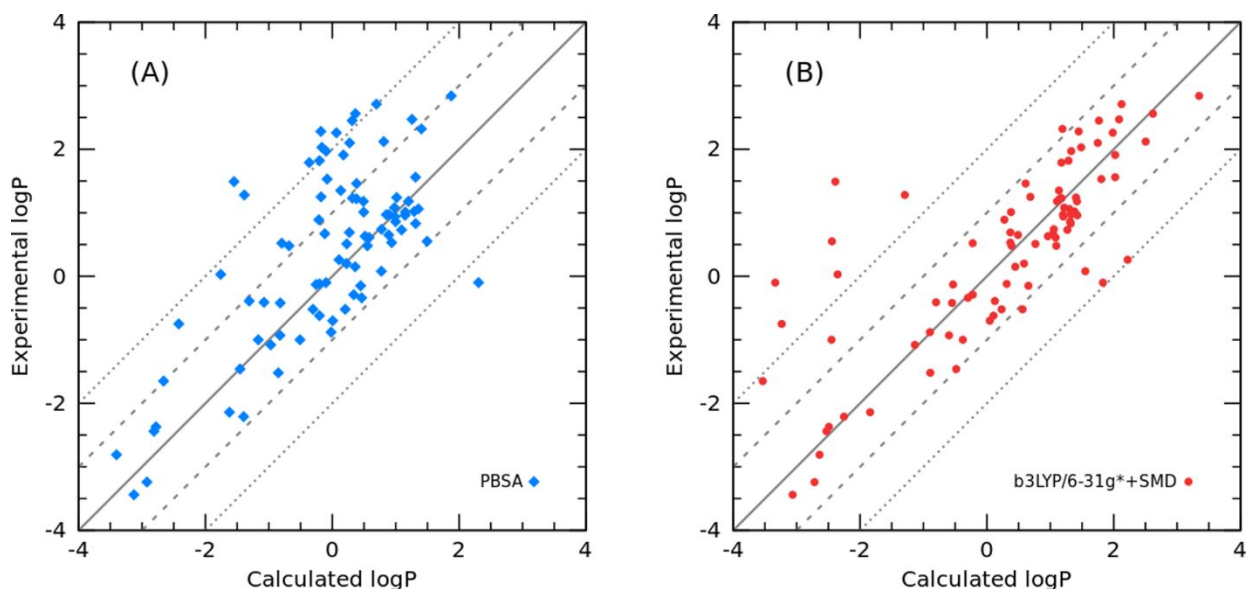 (A)
4
2
0
-2
-4
Experimental logP
-4 -2 0 2 4
Calculated logP
PBSA
(B)
4
2
0
-2
-4
Experimental logP
-4 -2 0 2 4
Calculated logP
b3LYP/6-31g*+SMD